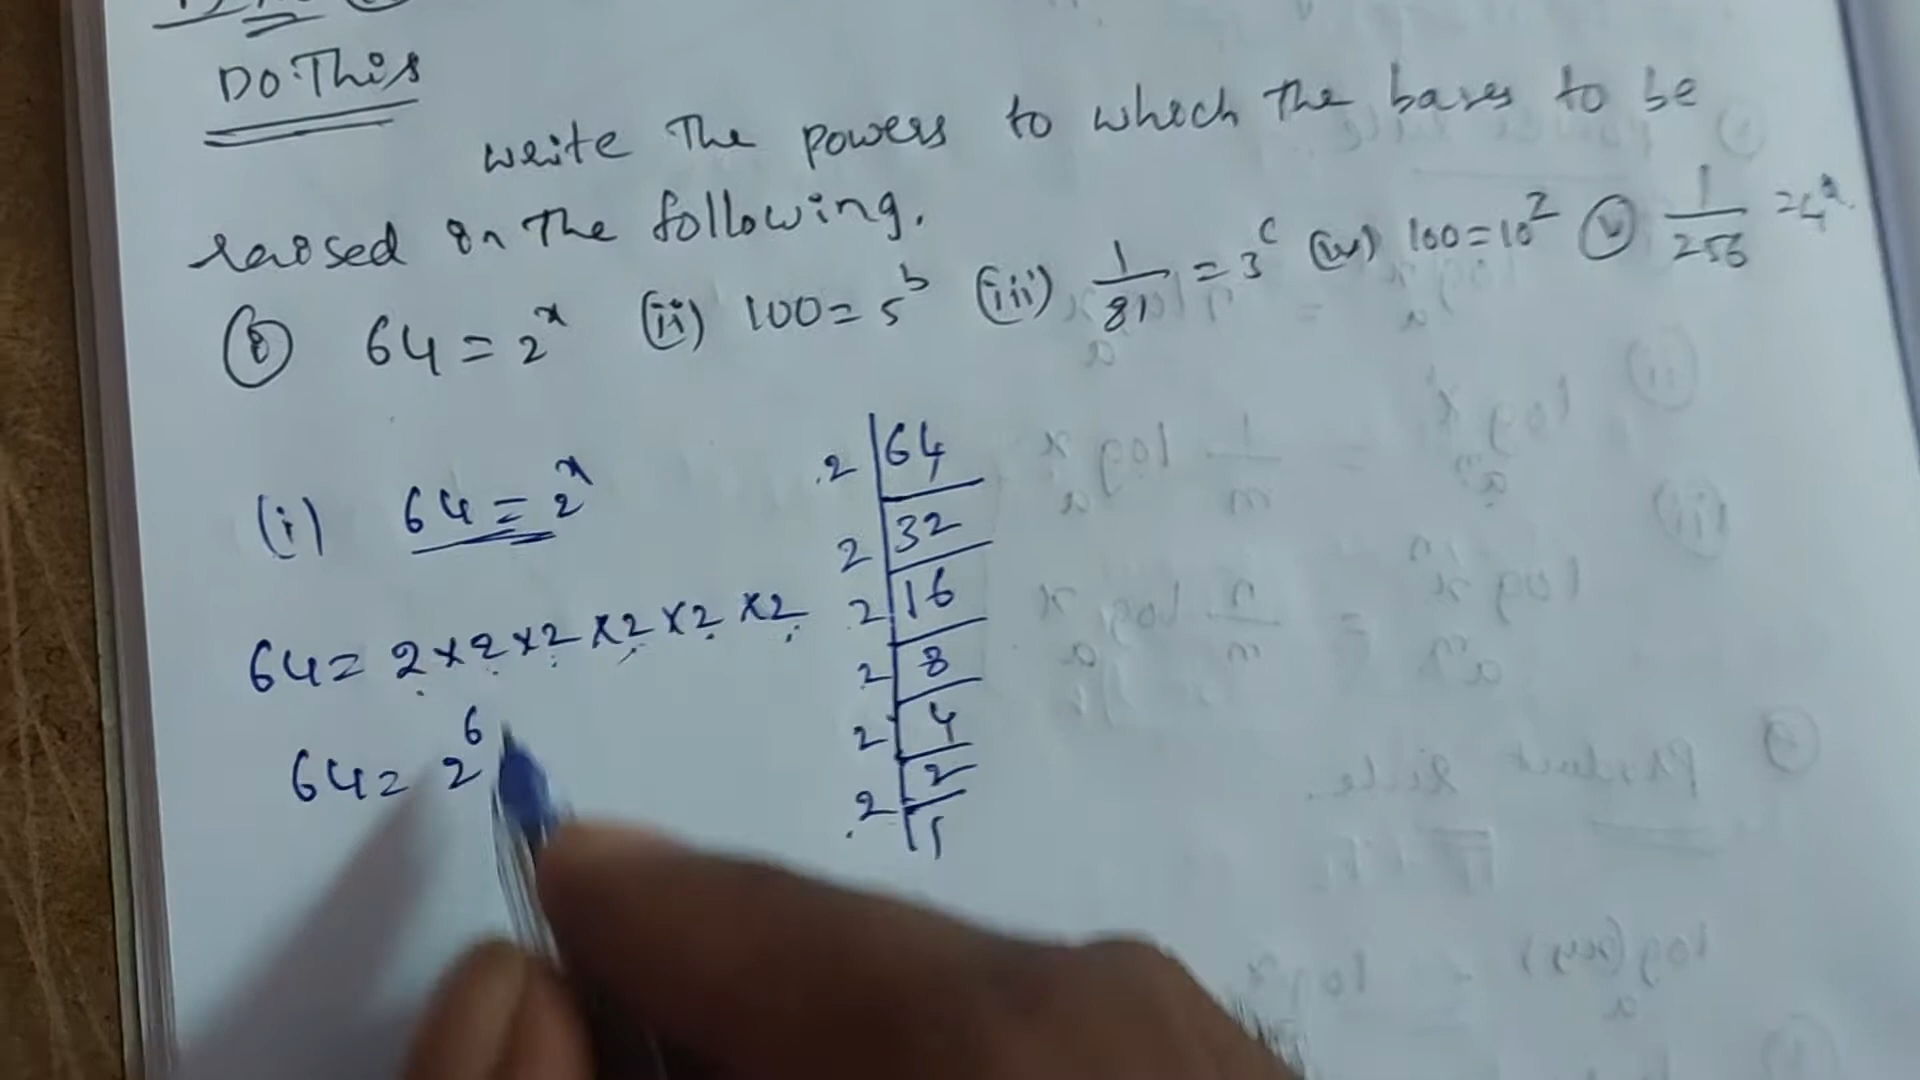 Do This
Write The Powers to which The bases to be
raised in The following.
(i) 64 = 2^x (ii) 100 = 5^b (iii) 1/81 = 3^c (iv) 100 = 10^z (v) 1/256 = 4^a.
(i) 64 = 2^x
64 = 2 × 2 × 2 × 2 × 2 × 2
64 = 2^6
2 | 64
2 | 32
2 | 16
2 | 8
2 | 4
2 | 2
1